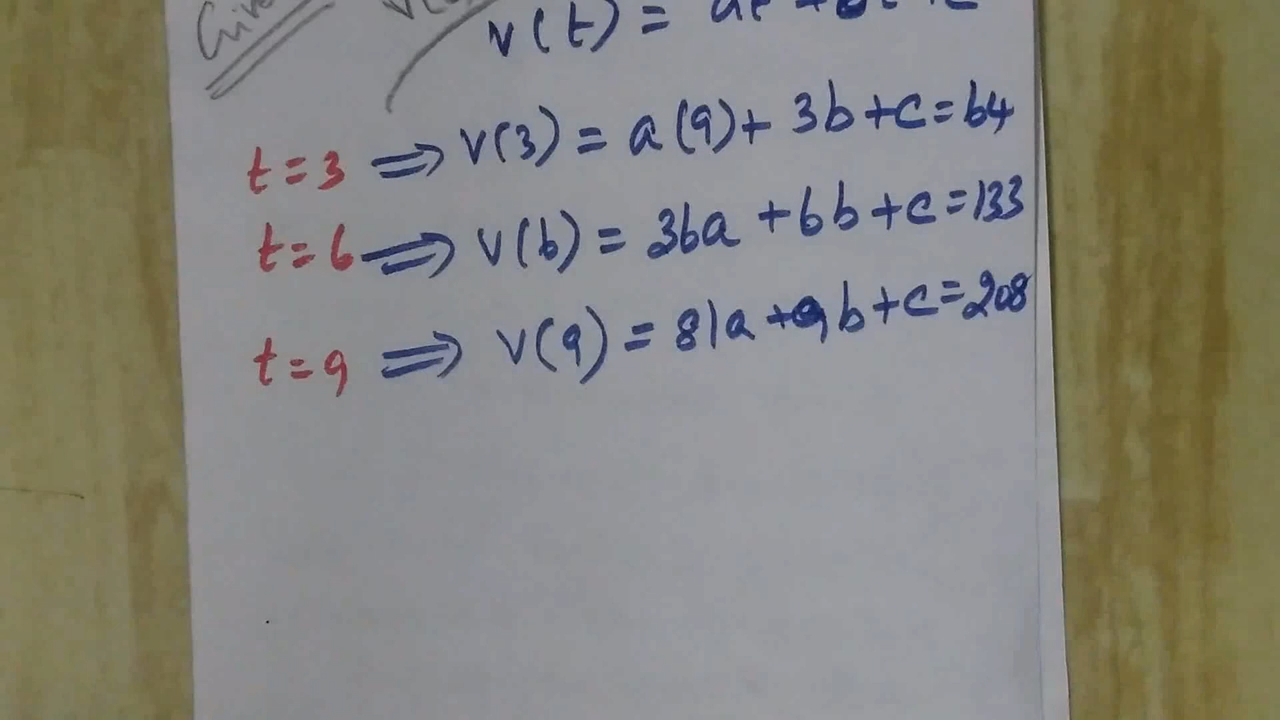 v(t) =
t=3 ⟹ v(3) = a(9)+ 3b+c=64
t=6 ⟹ v(6) = 36a +6b+c=133
t=9 ⟹ v(9) = 81a +9b+c=208